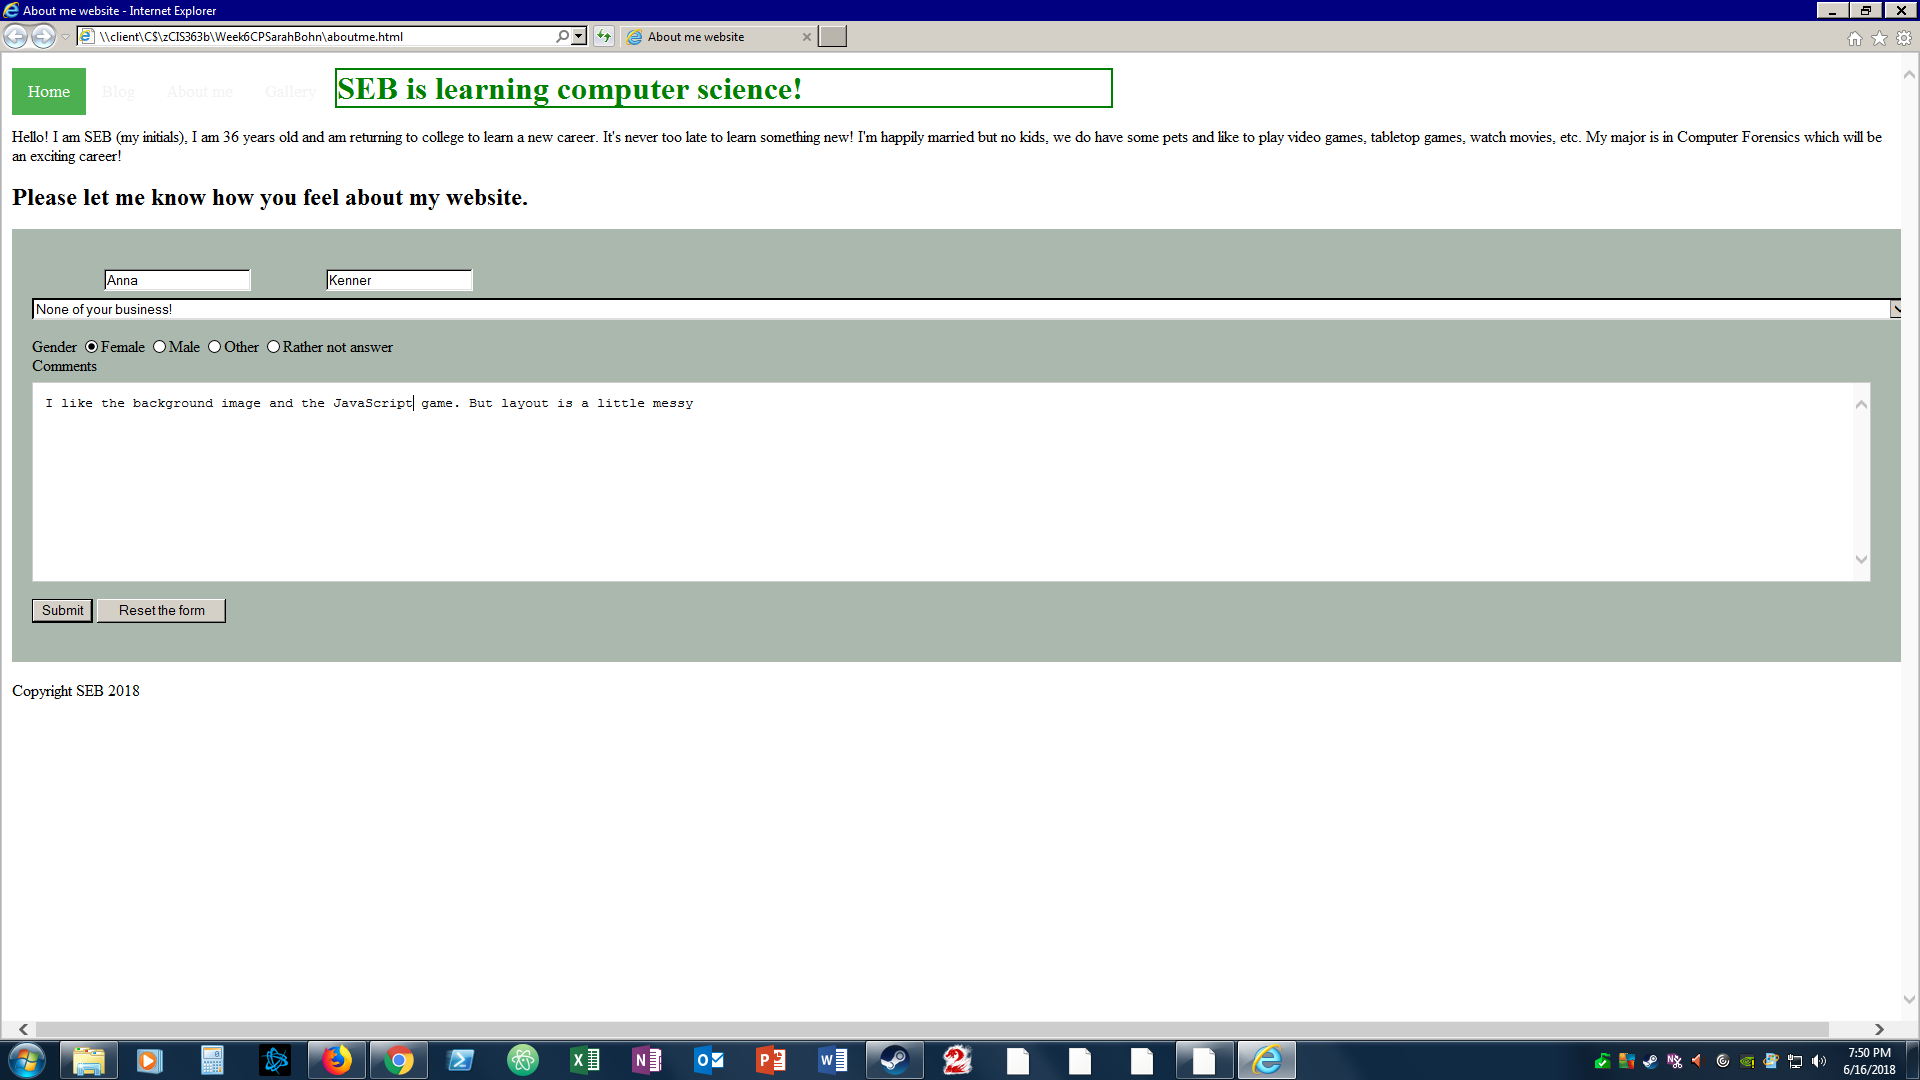 About me website - Internet Explorer
\\client\C$\zCIS363b\Week6CPSarahBohn\aboutme.html
About me website
Home Blog About me Gallery
SEB is learning computer science!
Hello! I am SEB (my initials), I am 36 years old and am returning to college to learn a new career. It's never too late to learn something new! I'm happily married but no kids, we do have some pets and like to play video games, tabletop games, watch movies, etc. My major is in Computer Forensics which will be
an exciting career!
Please let me know how you feel about my website.
Anna Kenner
None of your business!
Gender Female Male Other Rather not answer
Comments
I like the background image and the JavaScript game. But layout is a little messy
Submit Reset the form
Copyright SEB 2018
7:50 PM
6/16/2018